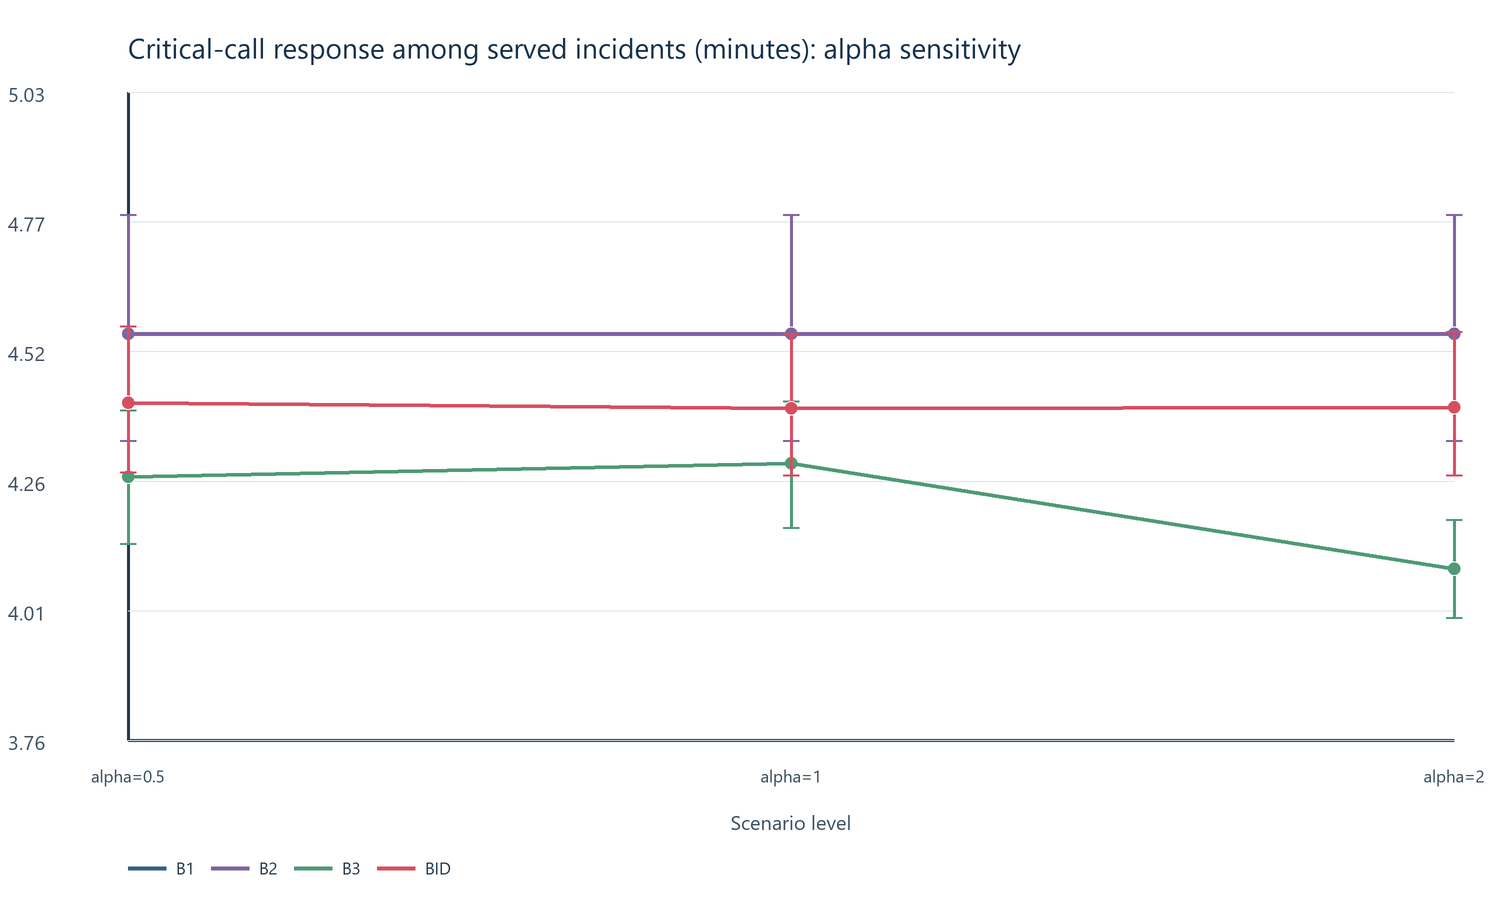 Critical-call response among served incidents (minutes): alpha sensitivity
5.03
4.77
4.52
4.26
4.01
3.76
alpha=0.5 alpha=1 alpha=2
Scenario level
B1 B2 B3 BID